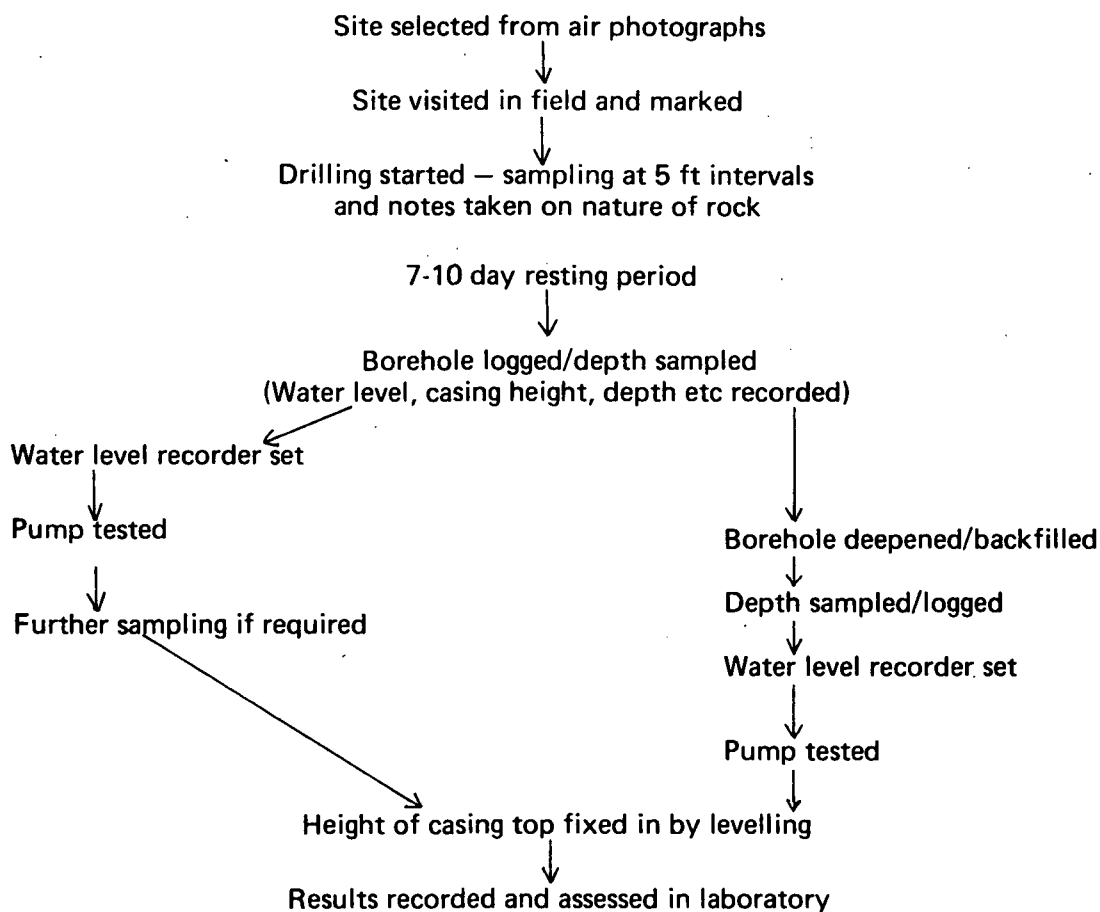 Site selected from air photographs
Site visited in field and marked
Drilling started – sampling at 5 ft intervals
and notes taken on nature of rock
7-10 day resting period
Borehole logged/depth sampled
(Water level, casing height, depth etc recorded)
Water level recorder set
Pump tested
Further sampling if required
Borehole deepened/backfilled
Depth sampled/logged
Water level recorder set
Pump tested
Height of casing top fixed in by levelling
Results recorded and assessed in laboratory